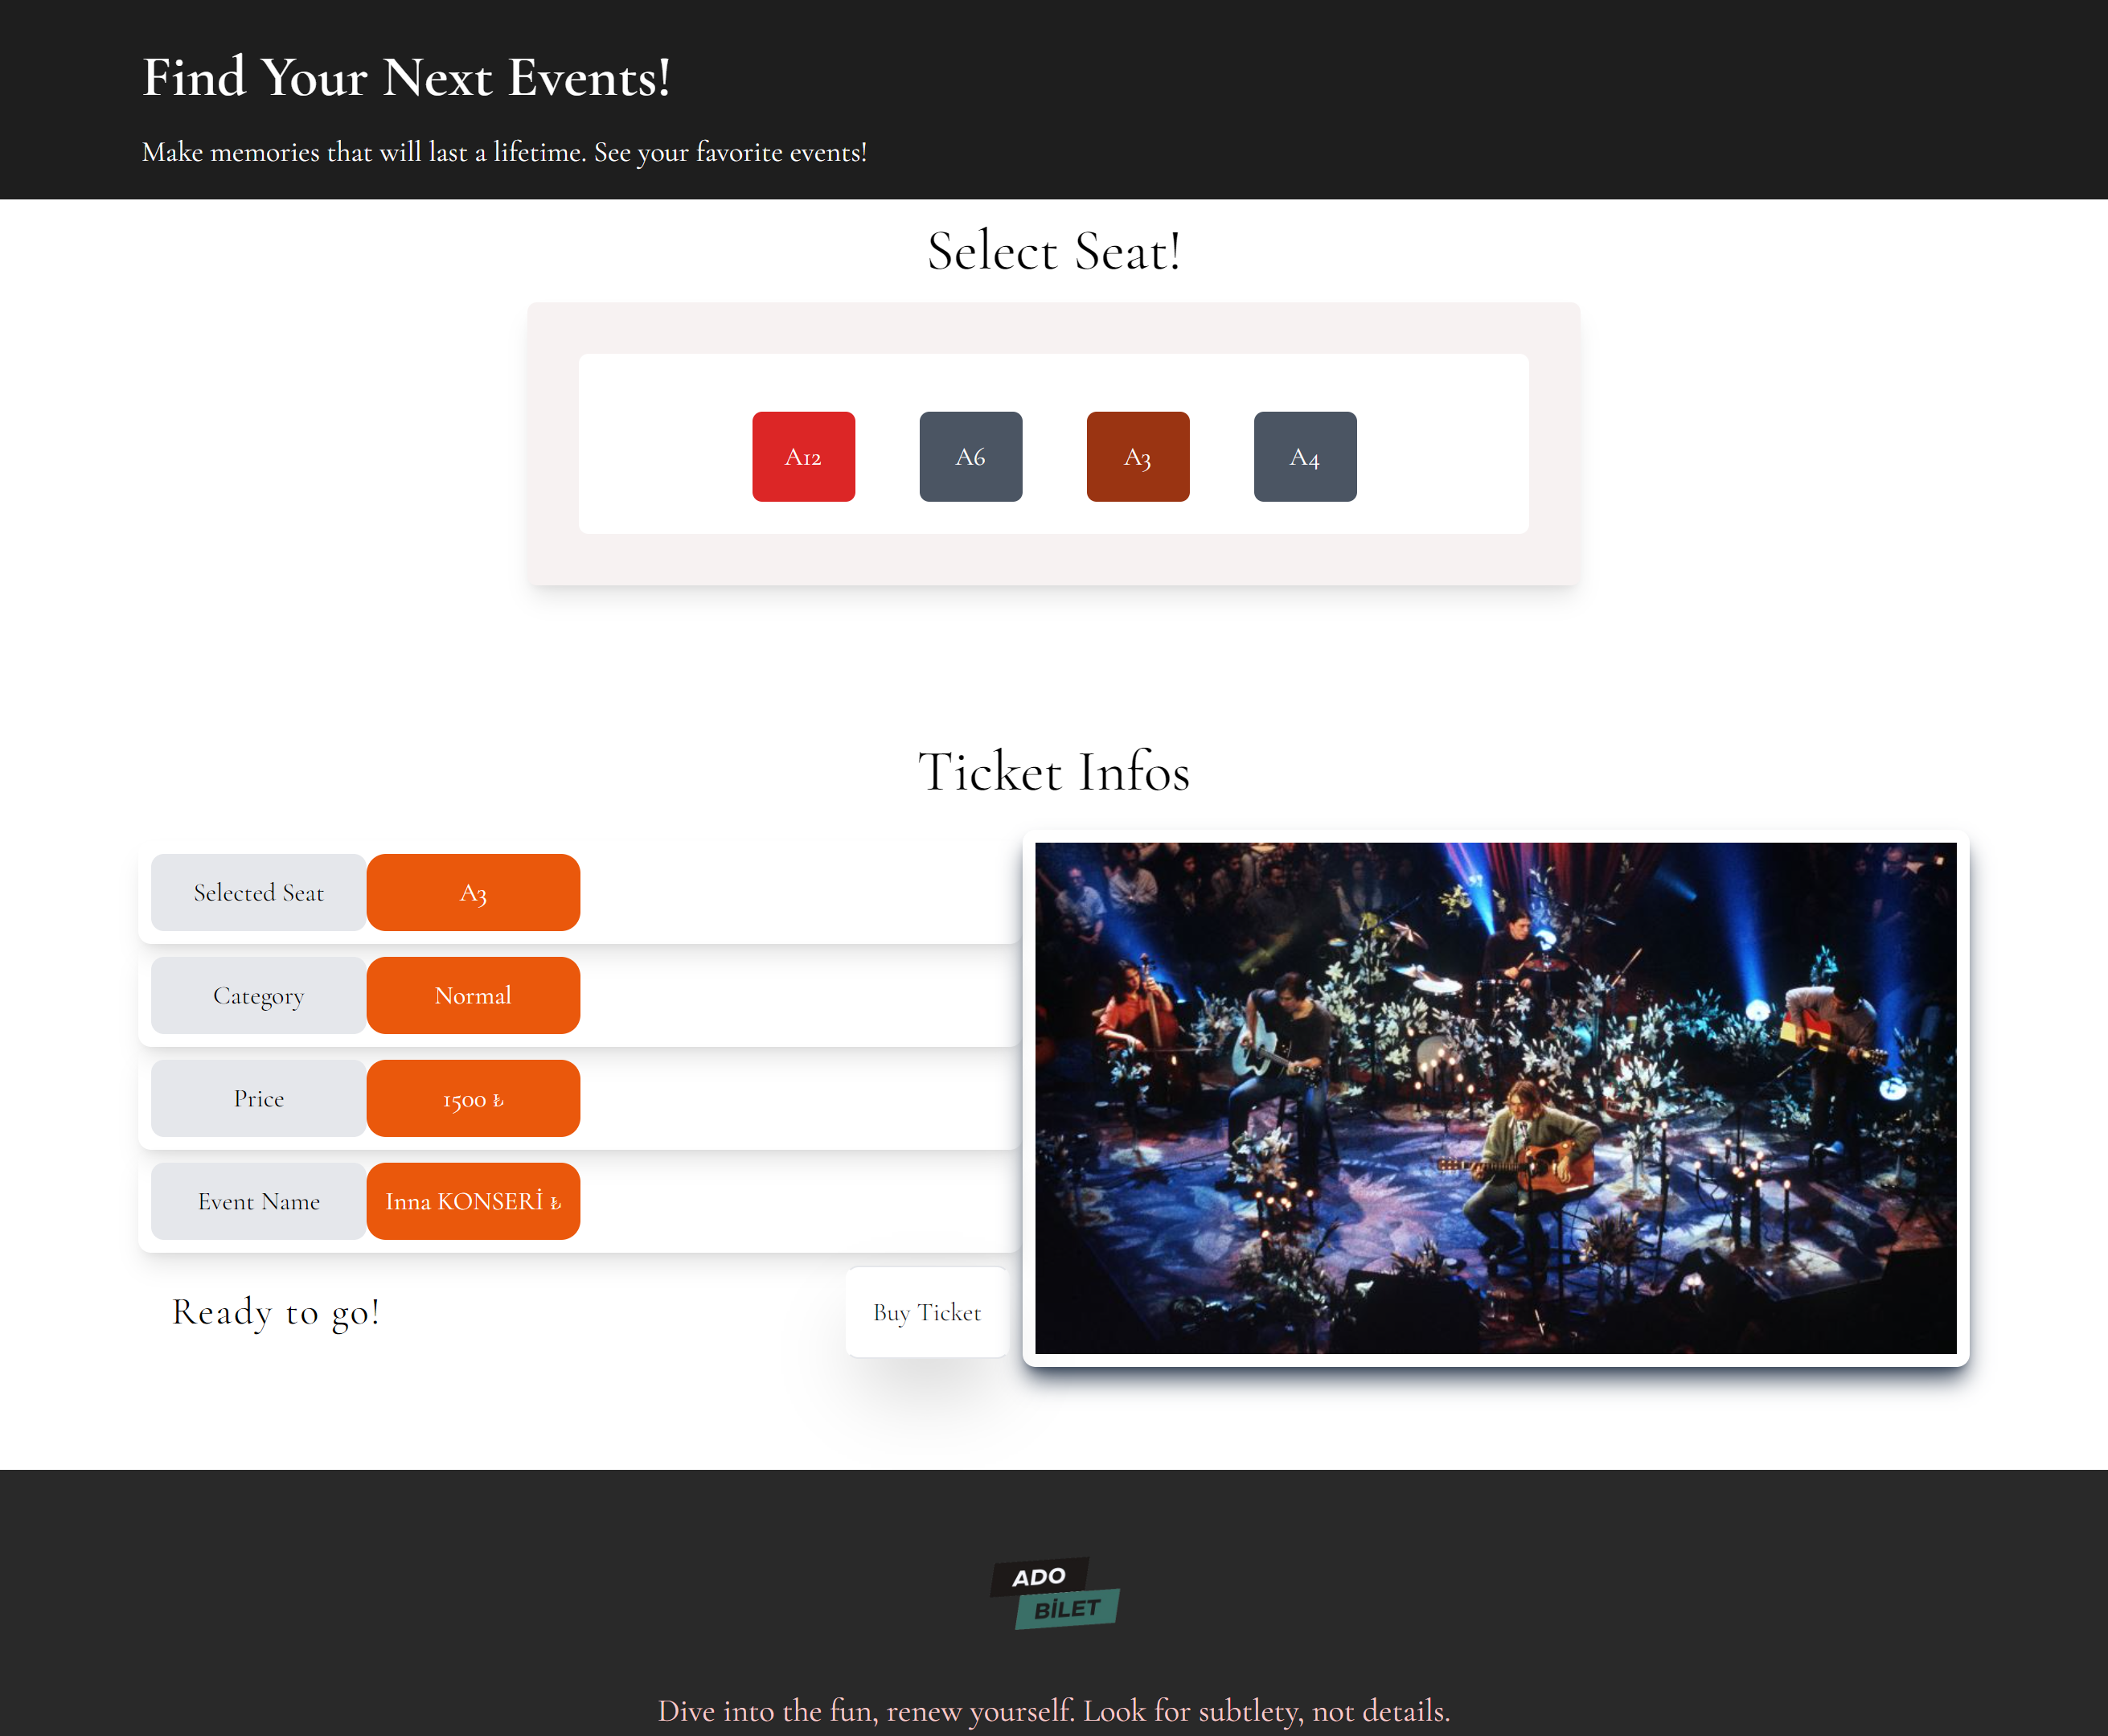 Find Your Next Events!
Make memories that will last a lifetime. See your favorite events!
Select Seat!
A12
A6
A3
A4
Ticket Infos
Selected Seat
A3
Category
Normal
Price
1500 ₺
Event Name
Inna KONSERİ ₺
Ready to go!
Buy Ticket
ADO
BİLET
Dive into the fun, renew yourself. Look for subtlety, not details.